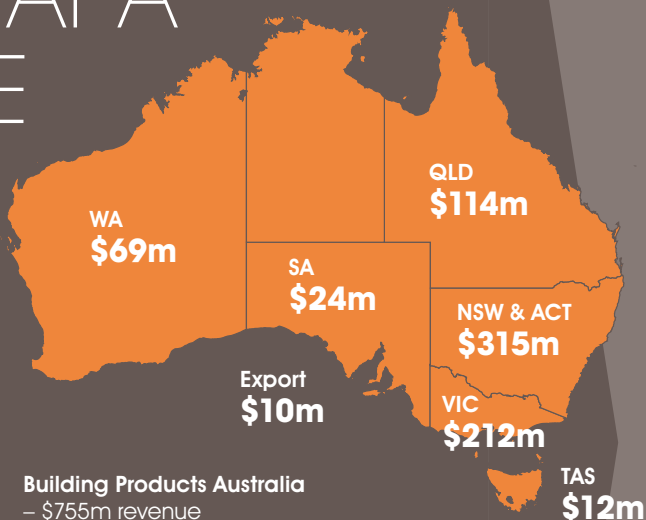 QLD
$114m
WA
$69m
SA
$24m
NSW & ACT
$315m
Export
$10m
VIC
$212m
TAS
$12m
Building Products Australia
– $755m revenue